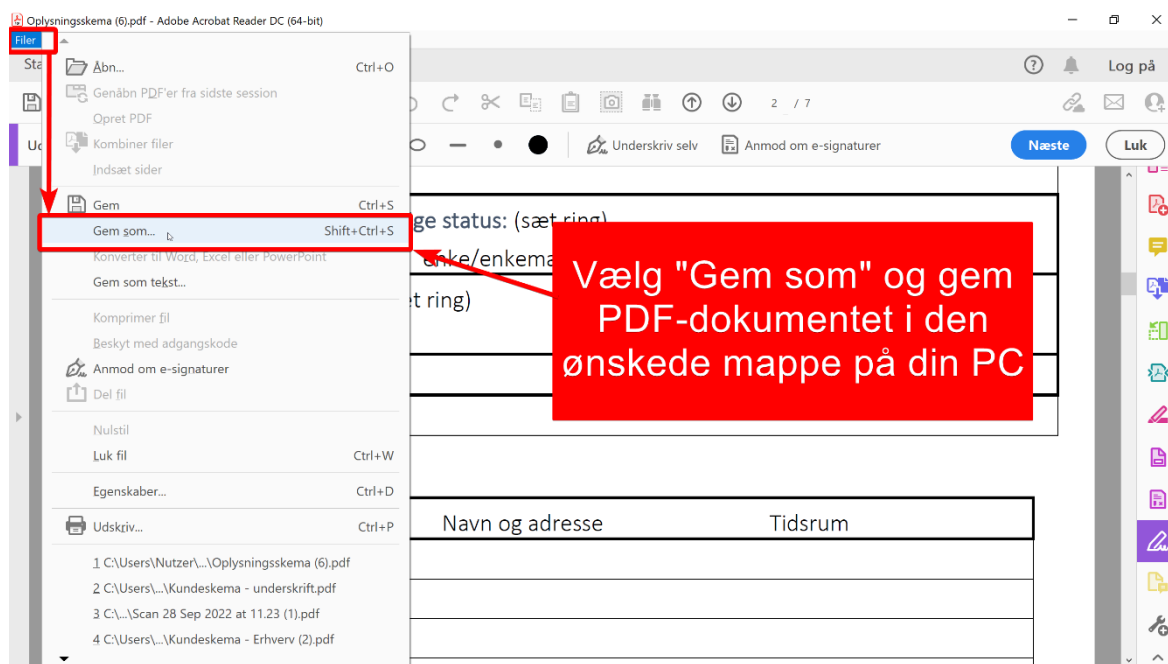 Oplysningsskema (6).pdf - Adobe Acrobat Reader DC (64-bit)
Filer
Log på
2 / 7
Underskriv selv
Anmod om e-signaturer
Næste
Luk
Åbn... Ctrl+O
Genåbn PDF'er fra sidste session
Opret PDF
Kombiner filer
Indsæt sider
Gem Ctrl+S
Gem som... Shift+Ctrl+S
Konverter til Word, Excel eller PowerPoint
Gem som tekst...
Komprimer fil
Beskyt med adgangskode
Anmod om e-signaturer
Del fil
Nulstil
Luk fil Ctrl+W
Egenskaber... Ctrl+D
Udskriv... Ctrl+P
1 C:\Users\Nutzer\...\Oplysningsskema (6).pdf
2 C:\Users\...\Kundeskema - underskrift.pdf
3 C:\...\Scan 28 Sep 2022 at 11.23 (1).pdf
4 C:\Users\...\Kundeskema - Erhverv (2).pdf
status: (sæt ring)
ring)
Vælg "Gem som" og gem
PDF-dokumentet i den
ønskede mappe på din PC
Navn og adresse Tidsrum